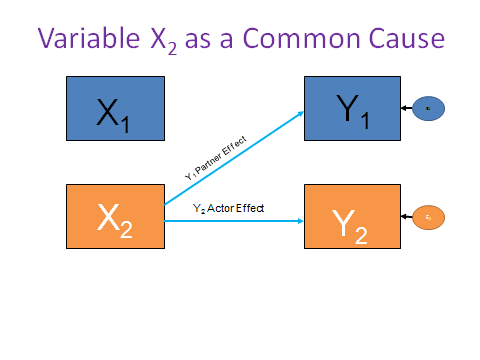 Variable X₂ as a Common Cause
X₁
Y₁
Y₁ Partner Effect
X₂
Y₂ Actor Effect
Y₂